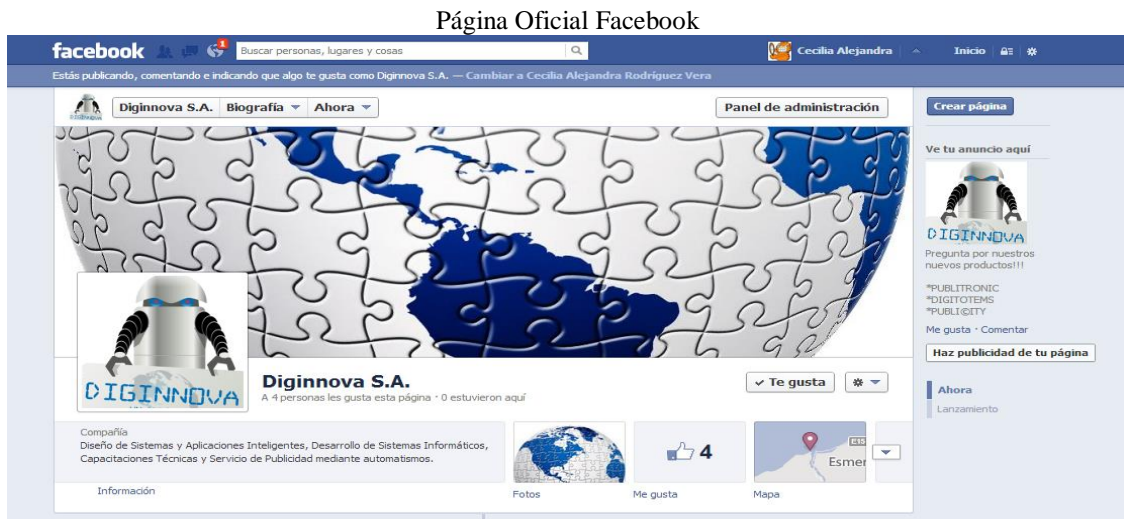 Página Oficial Facebook
facebook
1
Buscar personas, lugares y cosas
Cecilia Alejandra
Inicio
Estás publicando, comentando e indicando que algo te gusta como Diginnova S.A. — Cambiar a Cecilia Alejandra Rodríguez Vera
Diginnova S.A.
Biografía
Ahora
Panel de administración
DIGINNOVA
Diginnova S.A.
A 4 personas les gusta esta página · 0 estuvieron aquí
Te gusta
Compañía
Diseño de Sistemas y Aplicaciones Inteligentes, Desarrollo de Sistemas Informáticos,
Capacitaciones Técnicas y Servicio de Publicidad mediante automatismos.
Información
Fotos
4
Me gusta
E15
Esmer
Mapa
Crear página
Ve tu anuncio aquí
DIGINNOVA
Pregunta por nuestros
nuevos productos!!!
*PUBLITRONIC
*DIGITOTEMS
*PUBLI©ITY
Me gusta · Comentar
Haz publicidad de tu página
Ahora
Lanzamiento